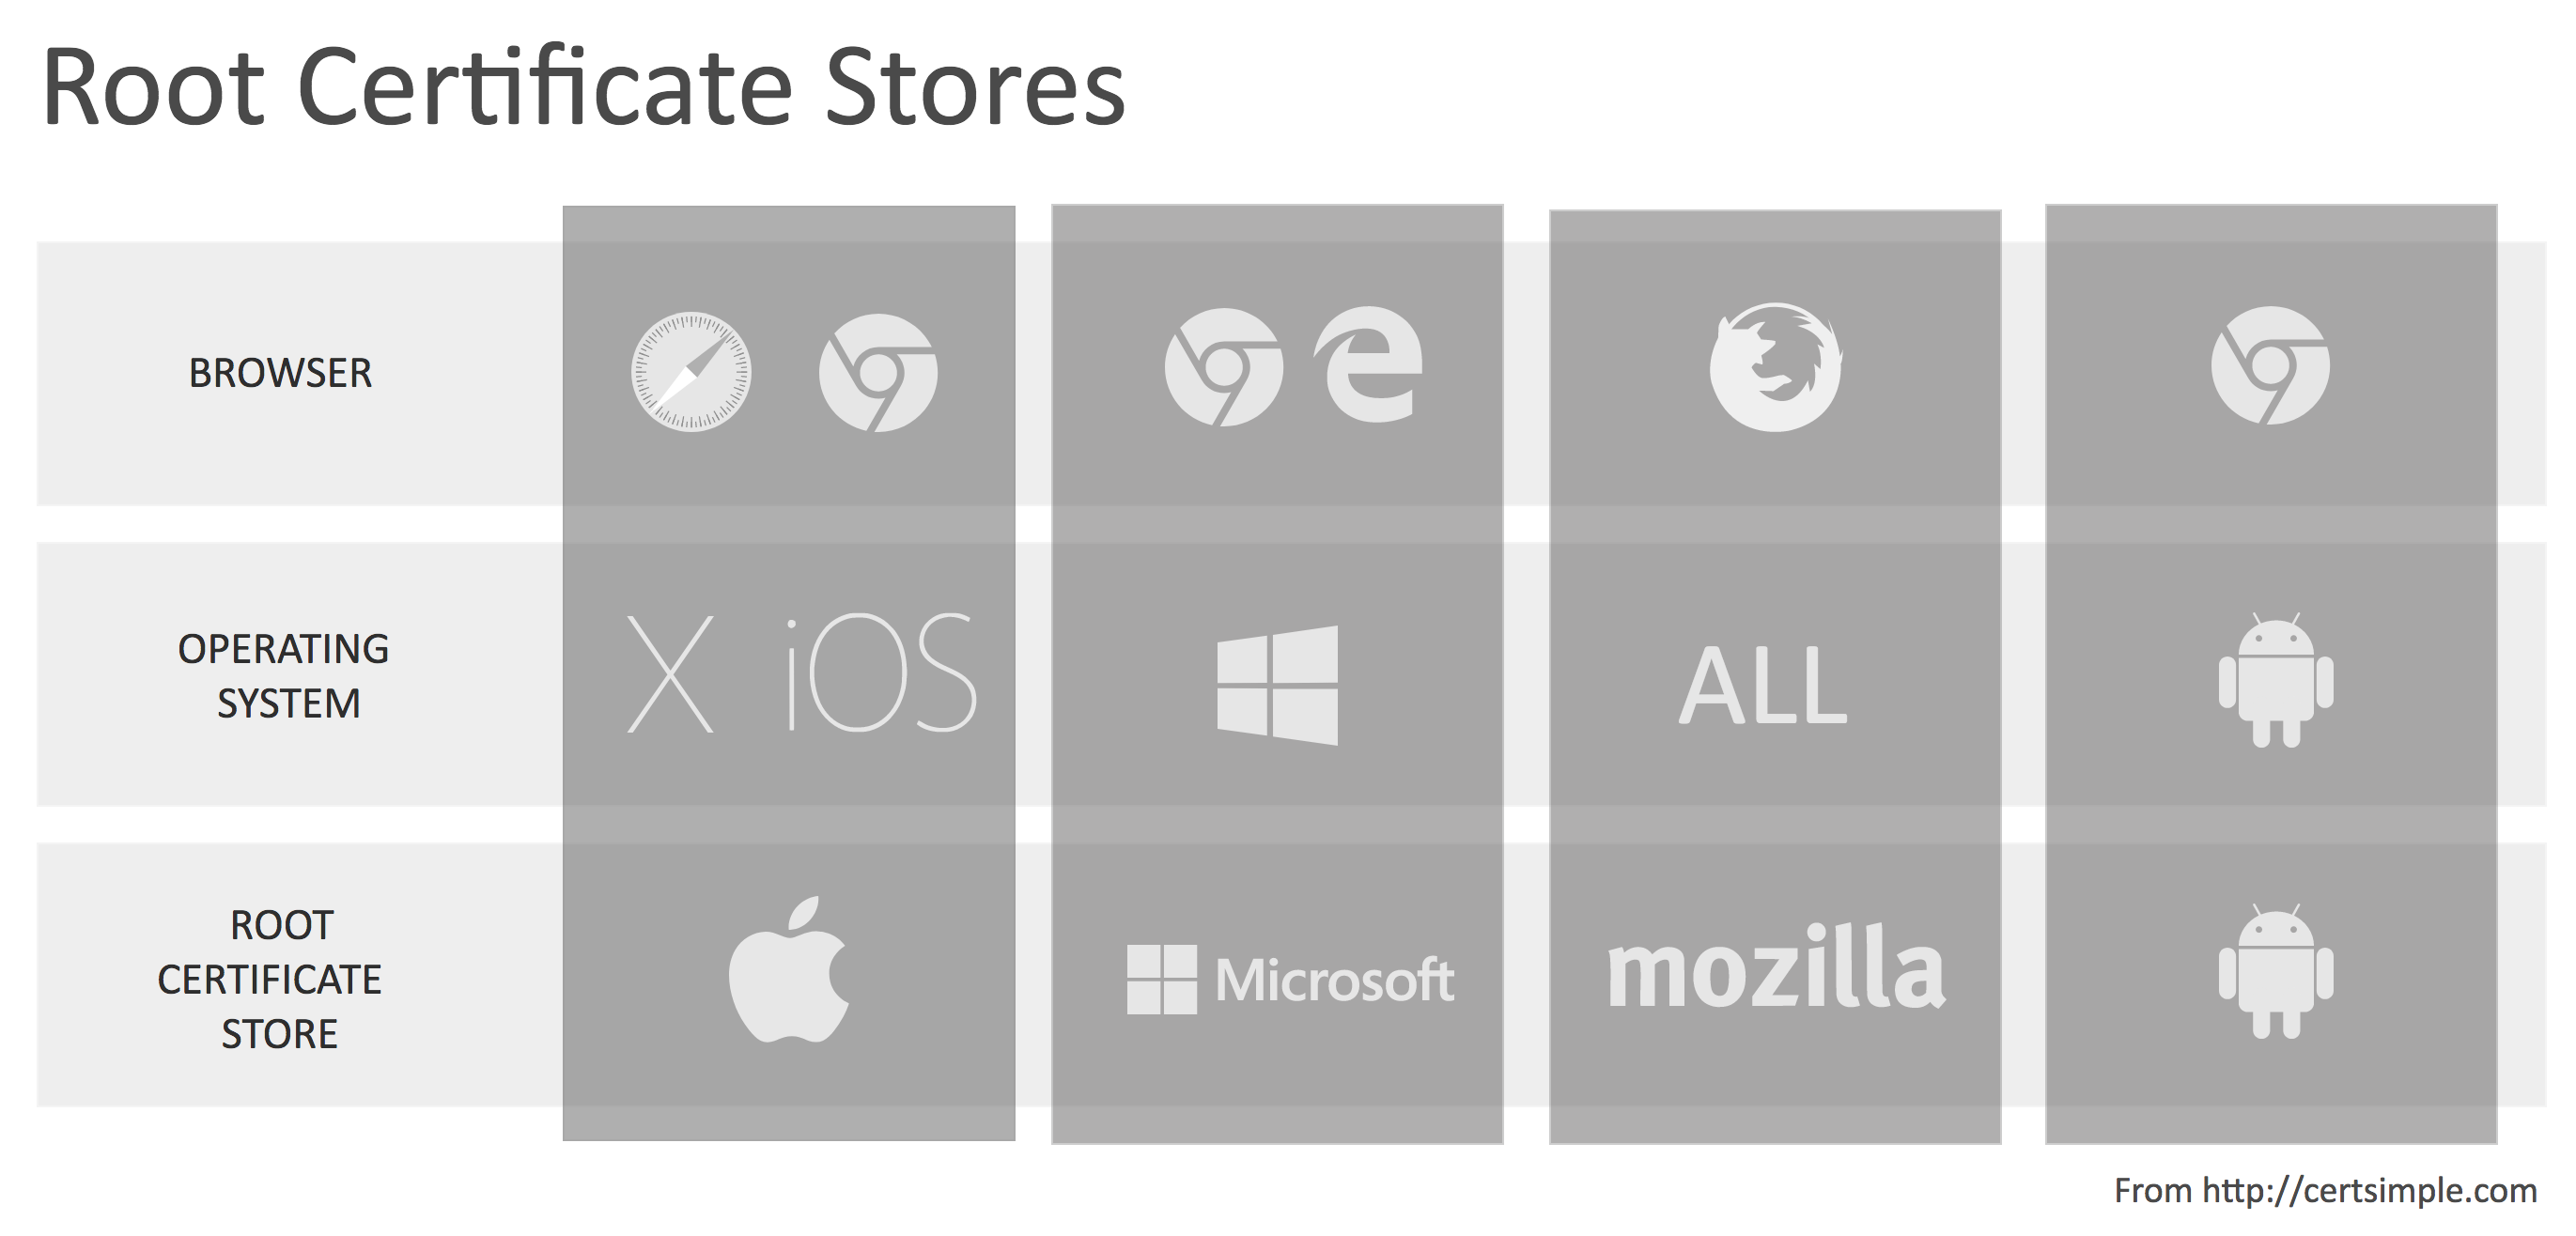 Root Certificate Stores
BROWSER
OPERATING
SYSTEM
X iOS
ALL
ROOT
CERTIFICATE
STORE
Microsoft
mozilla
From http://certsimple.com